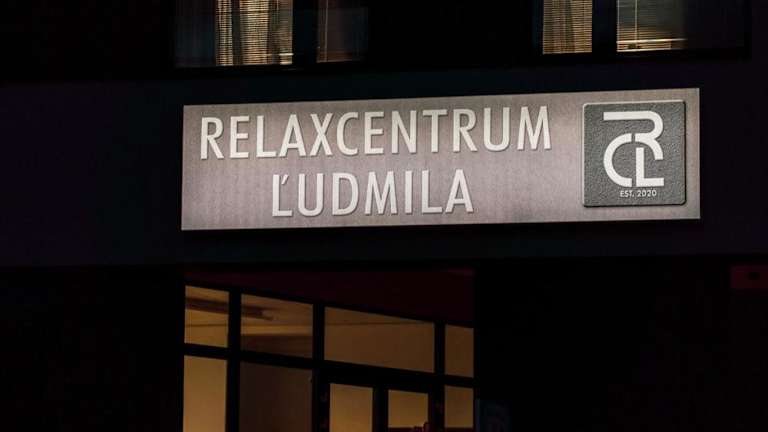 RELAXCENTRUM
ĽUDMILA
RCL
EST. 2020